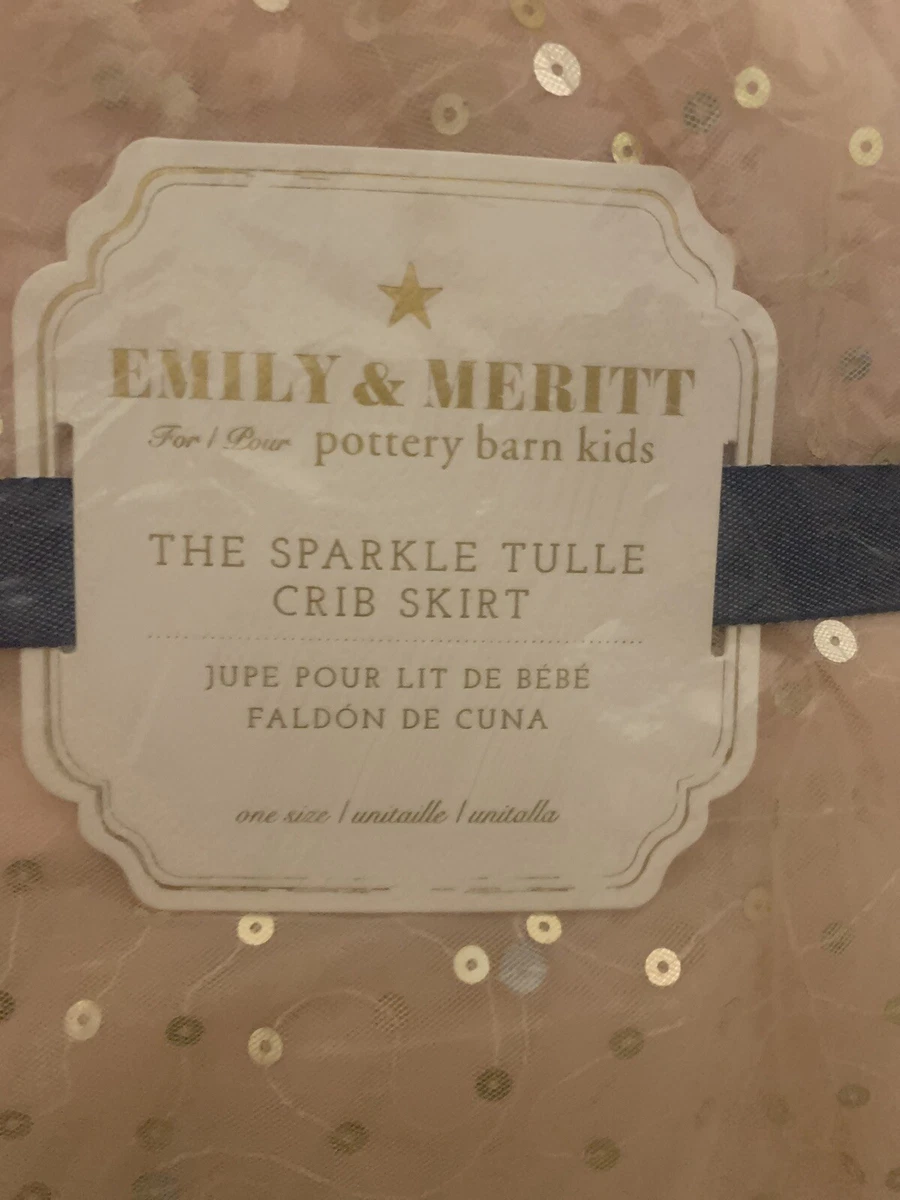 EMILY & MERITT
For / Pour pottery barn kids
THE SPARKLE TULLE
CRIB SKIRT
JUPE POUR LIT DE BÉBÉ
FALDÓN DE CUNA
one size / unitaille / unitalla